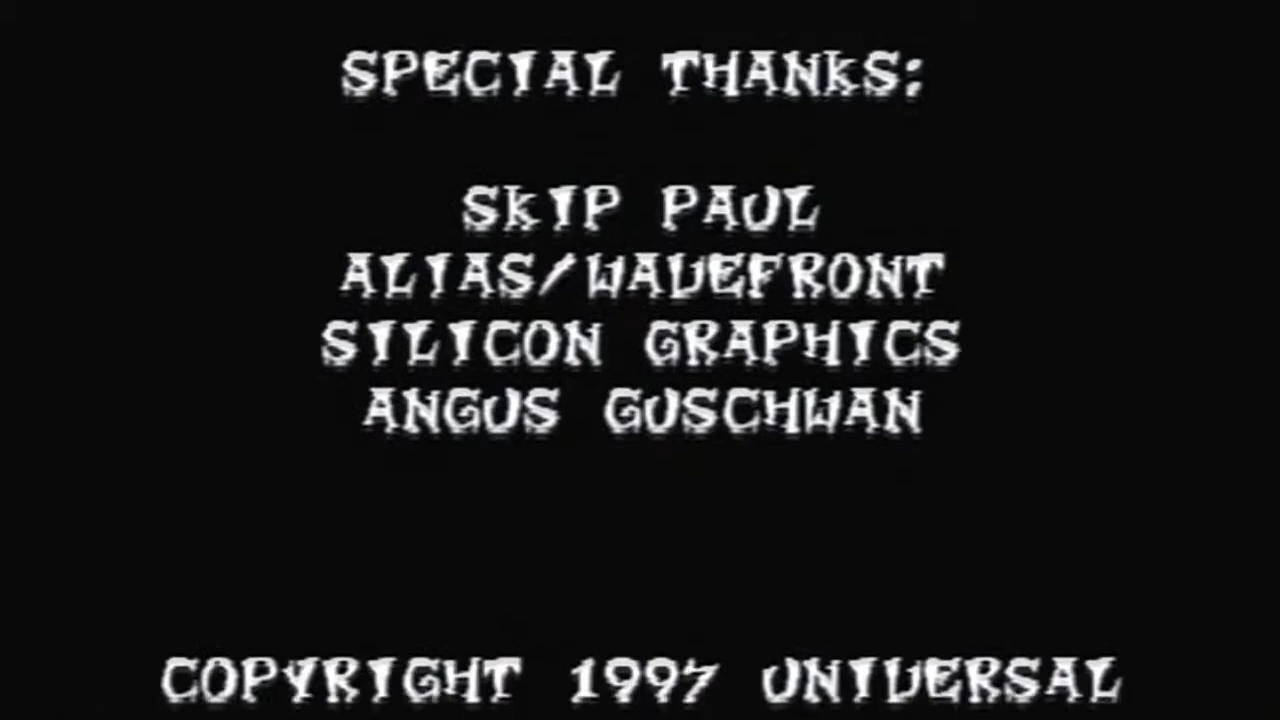 SPECIAL THANKS:
SKIP PAUL
ALIAS/WAVEFRONT
SILICON GRAPHICS
ANGUS GUSCHWAN
COPYRIGHT 1997 UNIVERSAL